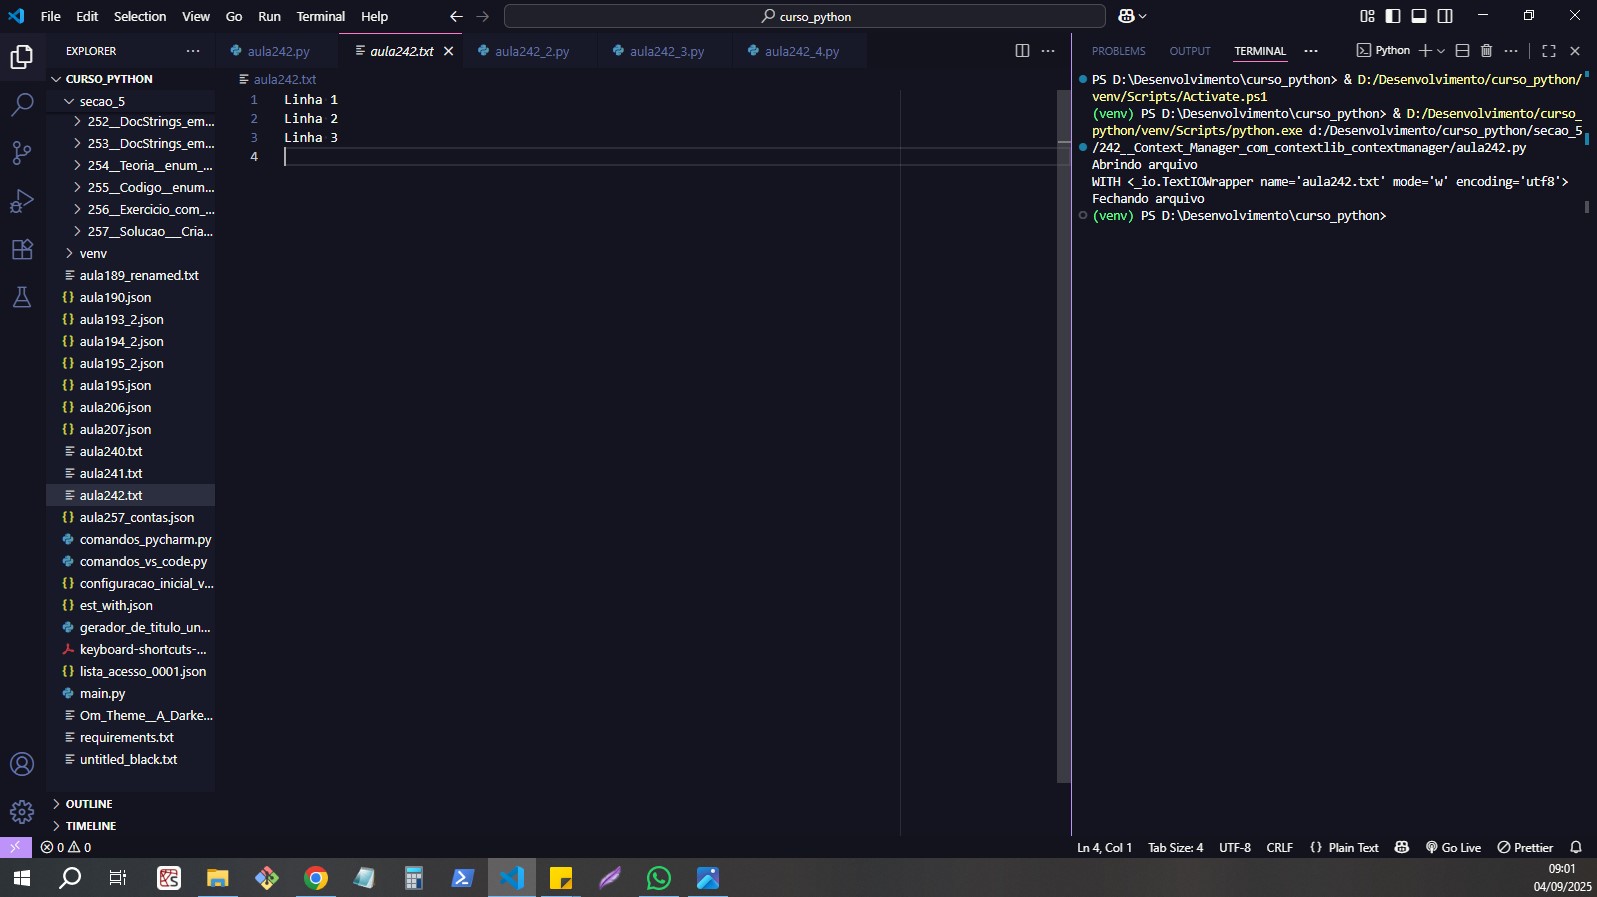 File Edit Selection View Go Run Terminal Help
curso_python
EXPLORER
CURSO_PYTHON
secao_5
252__DocStrings_em...
253__DocStrings_em...
254__Teoria__enum_...
255__Codigo__enum...
256__Exercicio_com_...
257__Solucao___Cria...
venv
aula189_renamed.txt
aula190.json
aula193_2.json
aula194_2.json
aula195_2.json
aula195.json
aula206.json
aula207.json
aula240.txt
aula241.txt
aula242.txt
aula257_contas.json
comandos_pycharm.py
comandos_vs_code.py
configuracao_inicial_v...
est_with.json
gerador_de_titulo_un...
keyboard-shortcuts-...
lista_acesso_0001.json
main.py
Om_Theme__A_Darke...
requirements.txt
untitled_black.txt
OUTLINE
TIMELINE
aula242.py aula242.txt aula242_2.py aula242_3.py aula242_4.py
aula242.txt
1 Linha 1
2 Linha 2
3 Linha 3
4
PROBLEMS OUTPUT TERMINAL Python
PS D:\Desenvolvimento\curso_python> & D:/Desenvolvimento/curso_python/
venv/Scripts/Activate.ps1
(venv) PS D:\Desenvolvimento\curso_python> & D:/Desenvolvimento/curso_
python/venv/Scripts/python.exe d:/Desenvolvimento/curso_python/secao_5
/242__Context_Manager_com_contextlib_contextmanager/aula242.py
Abrindo arquivo
WITH <_io.TextIOWrapper name='aula242.txt' mode='w' encoding='utf8'>
Fechando arquivo
(venv) PS D:\Desenvolvimento\curso_python>
0 0 Ln 4, Col 1 Tab Size: 4 UTF-8 CRLF {} Plain Text Go Live Prettier
09:01
04/09/2025